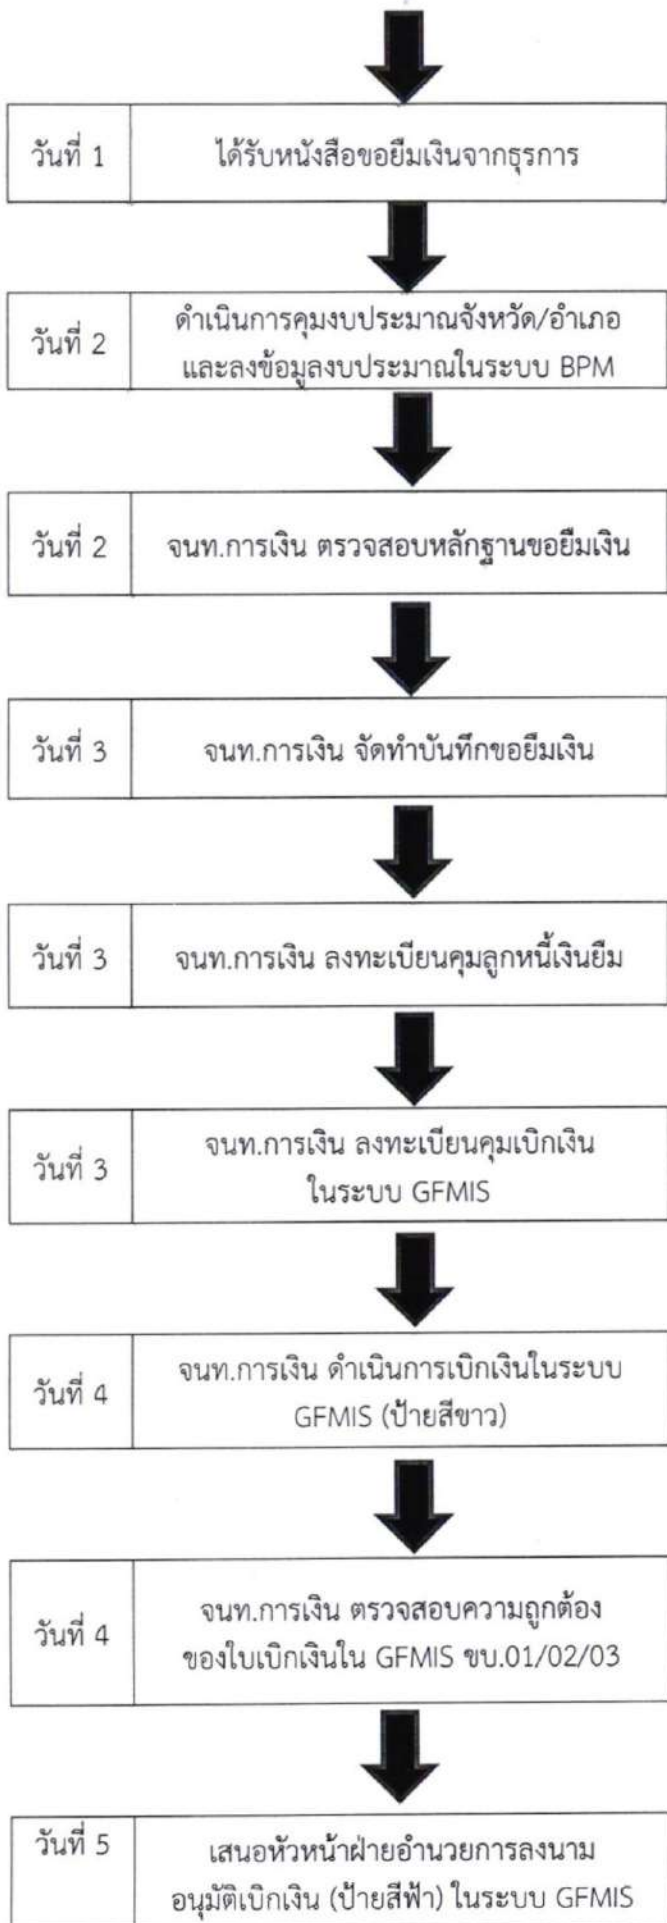 วันที่ 1
ได้รับหนังสือขอยืมเงินจากธุรการ
วันที่ 2
ดำเนินการคุมงบประมาณจังหวัด/อำเภอ
และลงข้อมูลงบประมาณในระบบ BPM
วันที่ 2
จนท.การเงิน ตรวจสอบหลักฐานขอยืมเงิน
วันที่ 3
จนท.การเงิน จัดทำบันทึกขอยืมเงิน
วันที่ 3
จนท.การเงิน ลงทะเบียนคุมลูกหนี้เงินยืม
วันที่ 3
จนท.การเงิน ลงทะเบียนคุมเบิกเงิน
ในระบบ GFMIS
วันที่ 4
จนท.การเงิน ดำเนินการเบิกเงินในระบบ
GFMIS (ป้ายสีขาว)
วันที่ 4
จนท.การเงิน ตรวจสอบความถูกต้อง
ของใบเบิกเงินใน GFMIS ขบ.01/02/03
วันที่ 5
เสนอหัวหน้าฝ่ายอำนวยการลงนาม
อนุมัติเบิกเงิน (ป้ายสีฟ้า) ในระบบ GFMIS